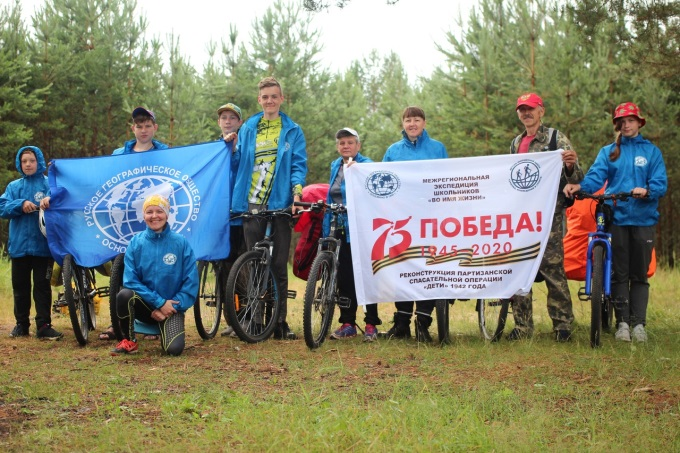 РУССКОЕ ГЕОГРАФИЧЕСКОЕ ОБЩЕСТВО
МЕЖРЕГИОНАЛЬНАЯ
ЭКСПЕДИЦИЯ
ШКОЛЬНИКОВ
«ВО ИМЯ ЖИЗНИ»
75 ПОБЕДА!
1945-2020
РЕКОНСТРУКЦИЯ ПАРТИЗАНСКОЙ
СПАСАТЕЛЬНОЙ ОПЕРАЦИИ
«ДЕТИ» 1942 ГОДА